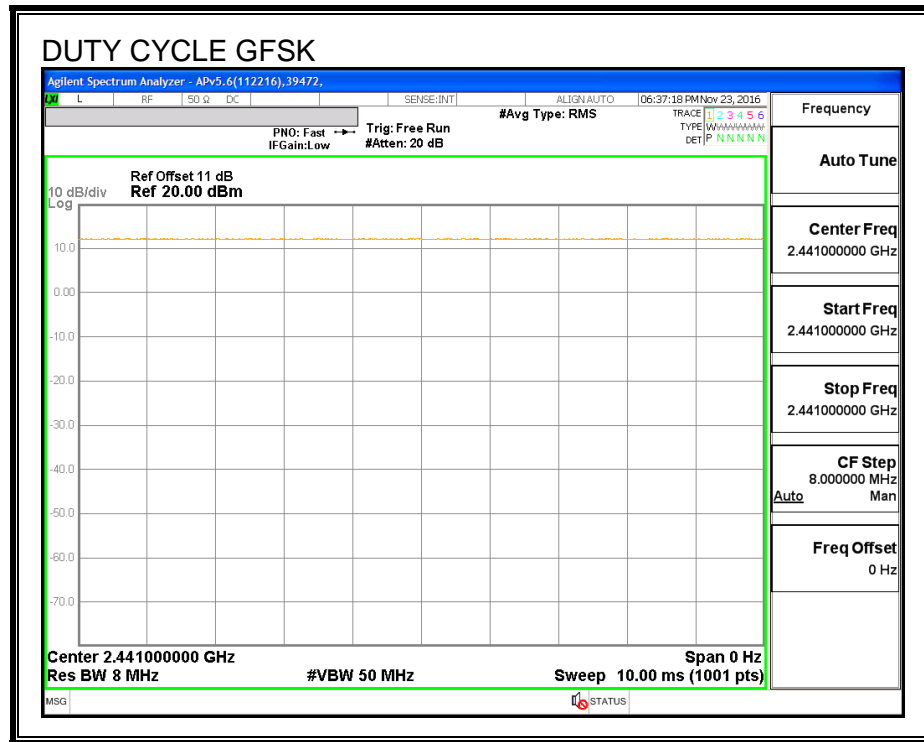 DUTY CYCLE GFSK
Agilent Spectrum Analyzer - APv5.6(112216),39472,
LXI L RF 50 Ω DC SENSE:INT ALIGN AUTO 06:37:18 PM Nov 23, 2016
#Avg Type: RMS TRACE 1 2 3 4 5 6
PNO: Fast Trig: Free Run TYPE WWWWWW
IFGain:Low #Atten: 20 dB DET P N N N N N
Ref Offset 11 dB
10 dB/div Ref 20.00 dBm
Log
10.0
0.00
-10.0
-20.0
-30.0
-40.0
-50.0
-60.0
-70.0
Center 2.441000000 GHz Span 0 Hz
Res BW 8 MHz #VBW 50 MHz Sweep 10.00 ms (1001 pts)
MSG STATUS
Frequency
Auto Tune
Center Freq
2.441000000 GHz
Start Freq
2.441000000 GHz
Stop Freq
2.441000000 GHz
CF Step
8.000000 MHz
Auto Man
Freq Offset
0 Hz